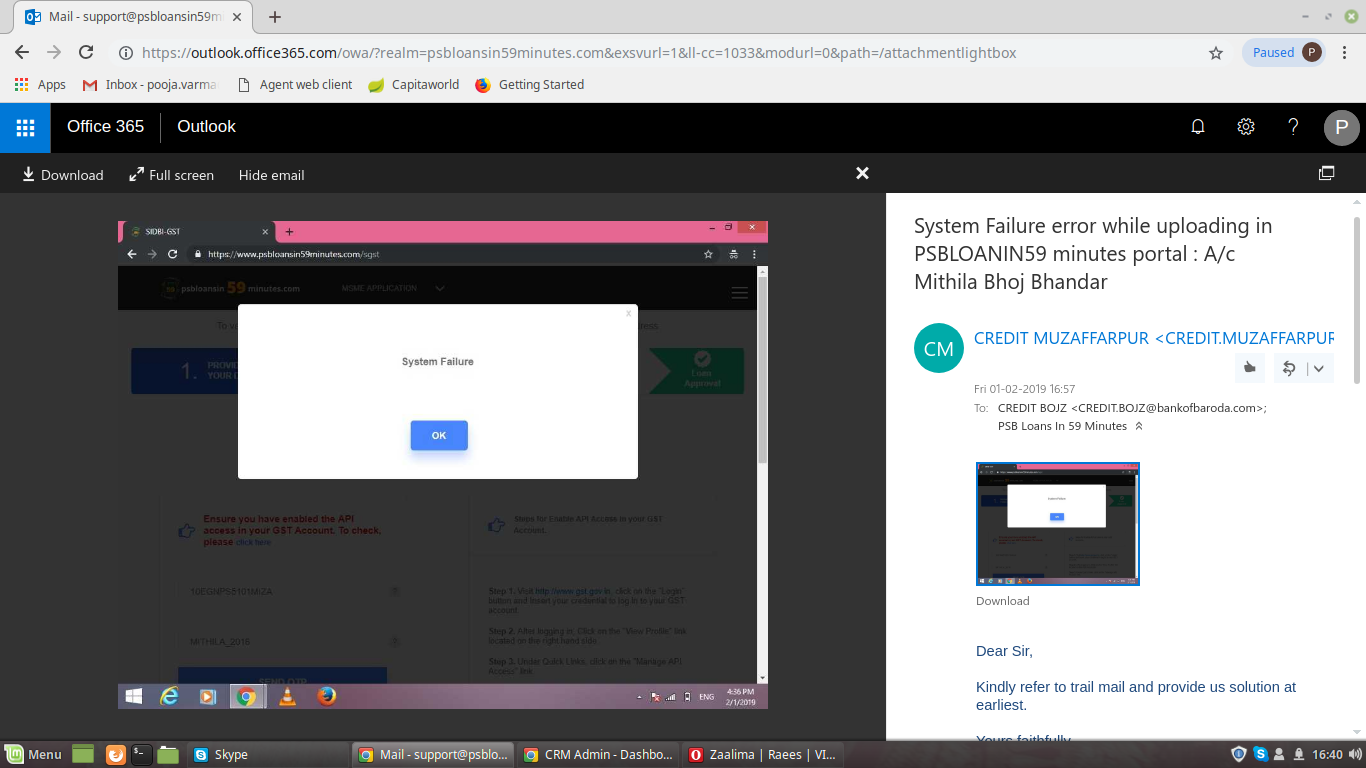 Mail - support@psbloansin59m
https://outlook.office365.com/owa/?realm=psbloansin59minutes.com&exsvurl=1&ll-cc=1033&modurl=0&path=/attachmentlightbox
Paused P
Apps Inbox - pooja.varma Agent web client Capitaworld Getting Started
Office 365 Outlook P
Download Full screen Hide email
SIDBI-GST
https://www.psbloansin59minutes.com/sgst
psbloansin 59 minutes.com MSME APPLICATION
To
1. PROVID
YOUR
Loan
Approval
x
System Failure
OK
Ensure you have enabled the API
access in your GST Account. To check,
please click here
Steps for Enable API Access in your GST
Account.
MITHILA_2015
SEND OTP
Step 1. Visit http://www.gst.gov.in, click on the "Login"
button and insert your credential to log in to your GST
account
Step 2. After logging in, Click on the "View Profile" link
located on the right hand side.
Step 3. Under Quick Links, click on the "Manage API
Access" link
ENG
4:36 PM
2/1/2019
System Failure error while uploading in
PSBLOANIN59 minutes portal : A/c
Mithila Bhoj Bhandar
CM
CREDIT MUZAFFARPUR <CREDIT.MUZAFFARPUR
Fri 01-02-2019 16:57
To: CREDIT BOJZ <CREDIT.BOJZ@bankofbaroda.com>;
PSB Loans In 59 Minutes
Download
Dear Sir,
Kindly refer to trail mail and provide us solution at
earliest.
Yours faithfully
Menu Skype Mail - support@psblo... CRM Admin - Dashbo... Zaalima | Raees | VI... 16:40